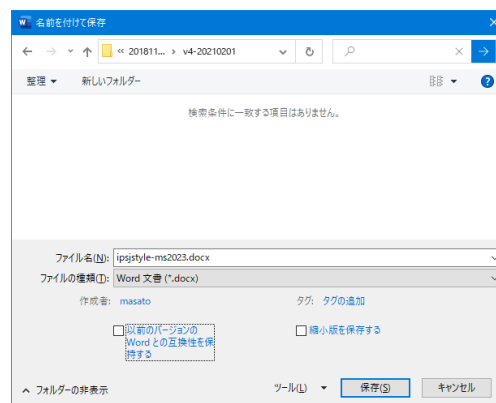 名前を付けて保存
« 201811... › v4-20210201
整理 ▼ 新しいフォルダー
検索条件に一致する項目はありません。
ファイル名(N): ipsjstyle-ms2023.docx
ファイルの種類(T): Word 文書 (*.docx)
作成者: masato タグ: タグの追加
以前のバージョンの
Word との互換性を保
持する
縮小版を保存する
フォルダーの非表示 ツール(L) ▼ 保存(S) キャンセル